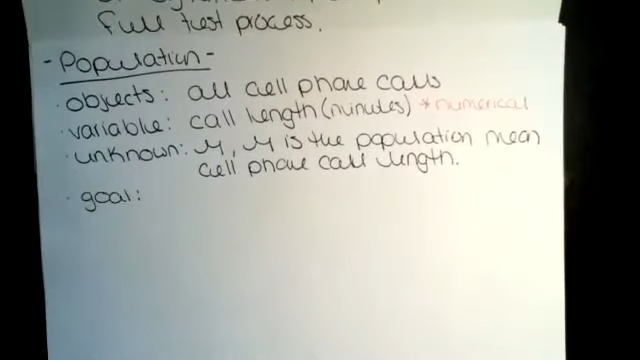 full test process.
- Population -
· objects: all cell phone calls
· variable: call length (minutes) *numerical
· unknown: μ, μ is the population mean
cell phone call length.
· goal: